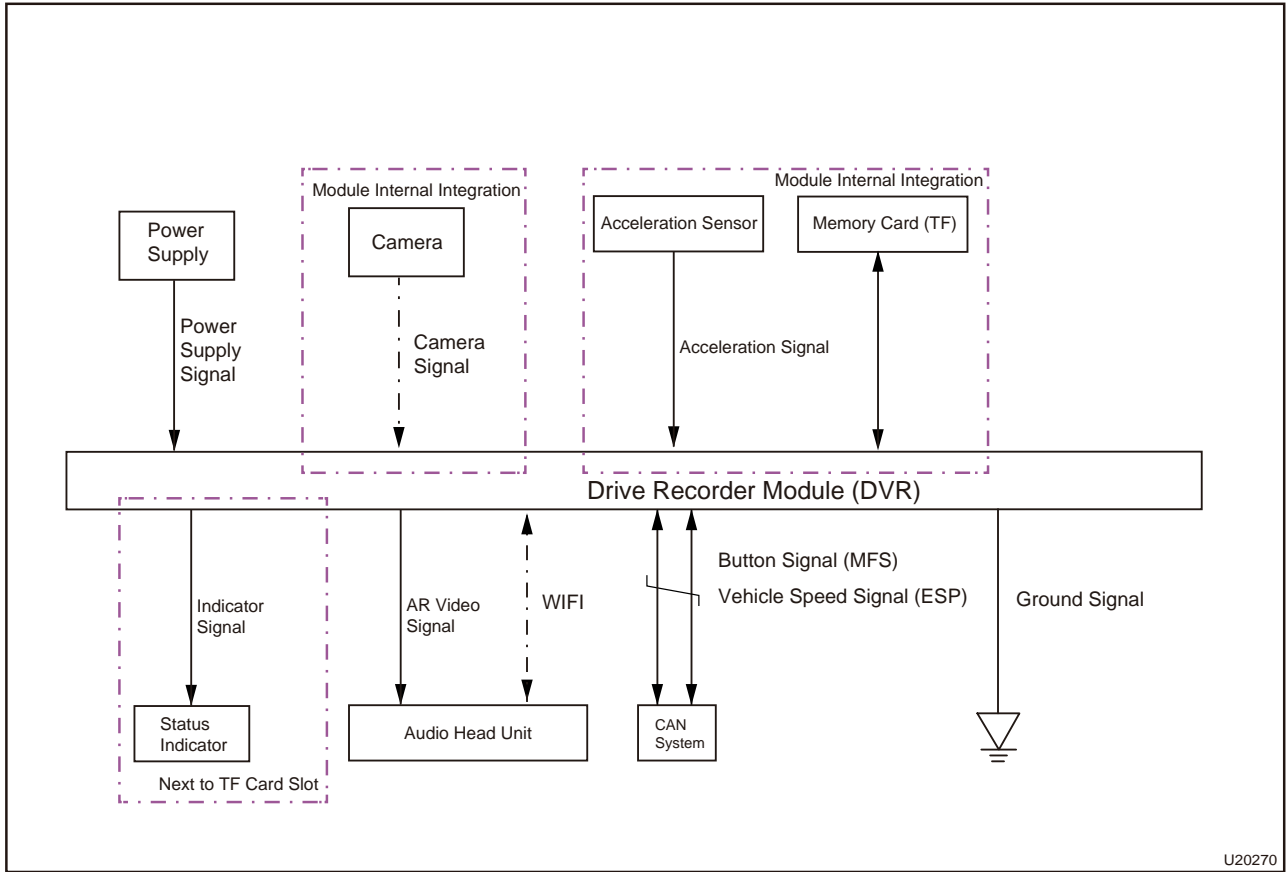 Module Internal Integration
Module Internal Integration
Power
Supply
Camera
Acceleration Sensor
Memory Card (TF)
Power
Supply
Signal
Camera
Signal
Acceleration Signal
Drive Recorder Module (DVR)
Indicator
Signal
AR Video
Signal
WIFI
Button Signal (MFS)
Vehicle Speed Signal (ESP)
Ground Signal
Status
Indicator
Audio Head Unit
CAN
System
Next to TF Card Slot
U20270